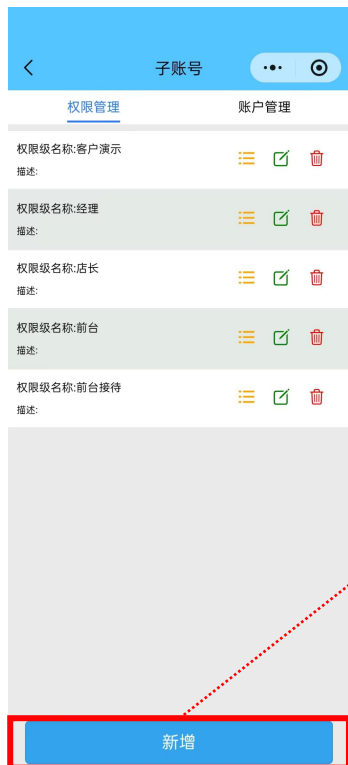 子账号
权限管理 账户管理
权限级名称:客户演示
描述:
权限级名称:经理
描述:
权限级名称:店长
描述:
权限级名称:前台
描述:
权限级名称:前台接待
描述:
新增